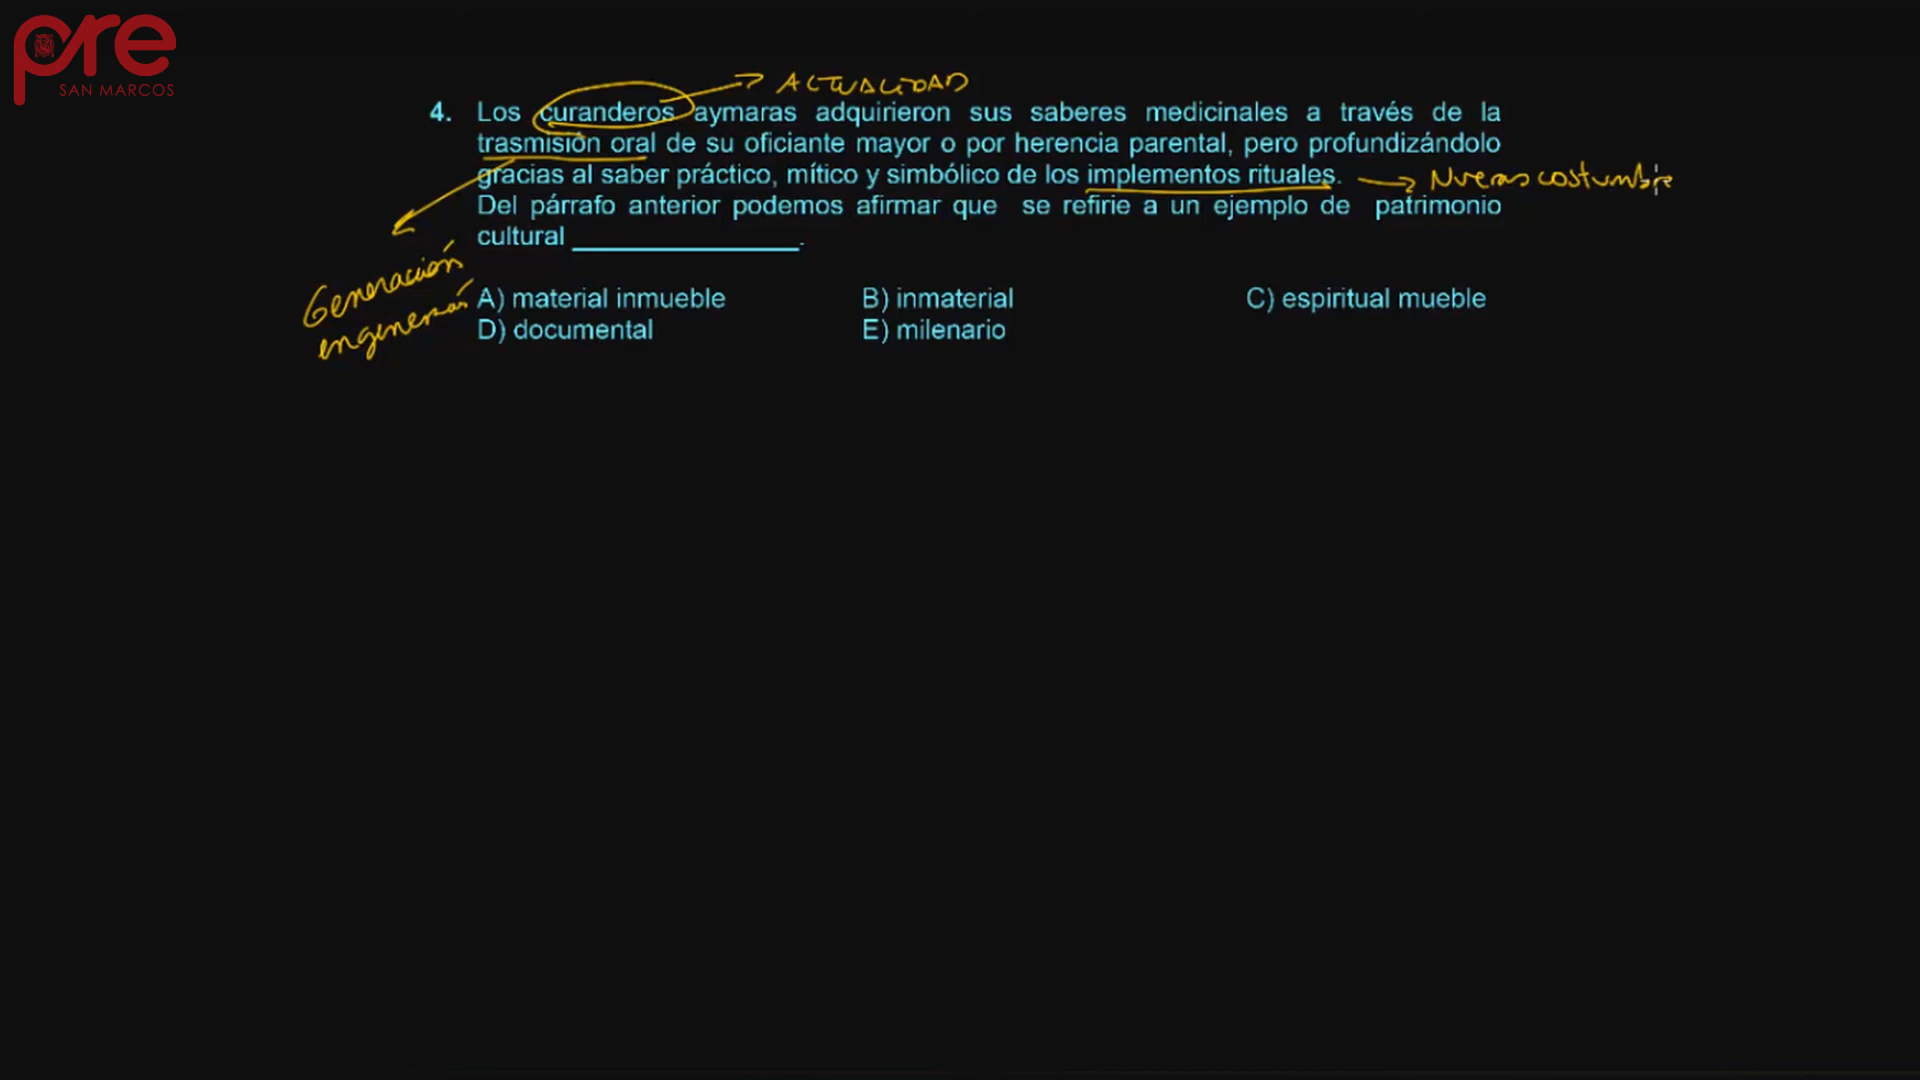 pre
SAN MARCOS
ACTUALIDAD
4. Los curanderos aymaras adquirieron sus saberes medicinales a través de la
trasmisión oral de su oficiante mayor o por herencia parental, pero profundizándolo
gracias al saber práctico, mítico y simbólico de los implementos rituales.
Nuevas costumbre
Del párrafo anterior podemos afirmar que se refirie a un ejemplo de patrimonio
cultural ________________.
Generación
en generación
A) material inmueble B) inmaterial C) espiritual mueble
D) documental E) milenario